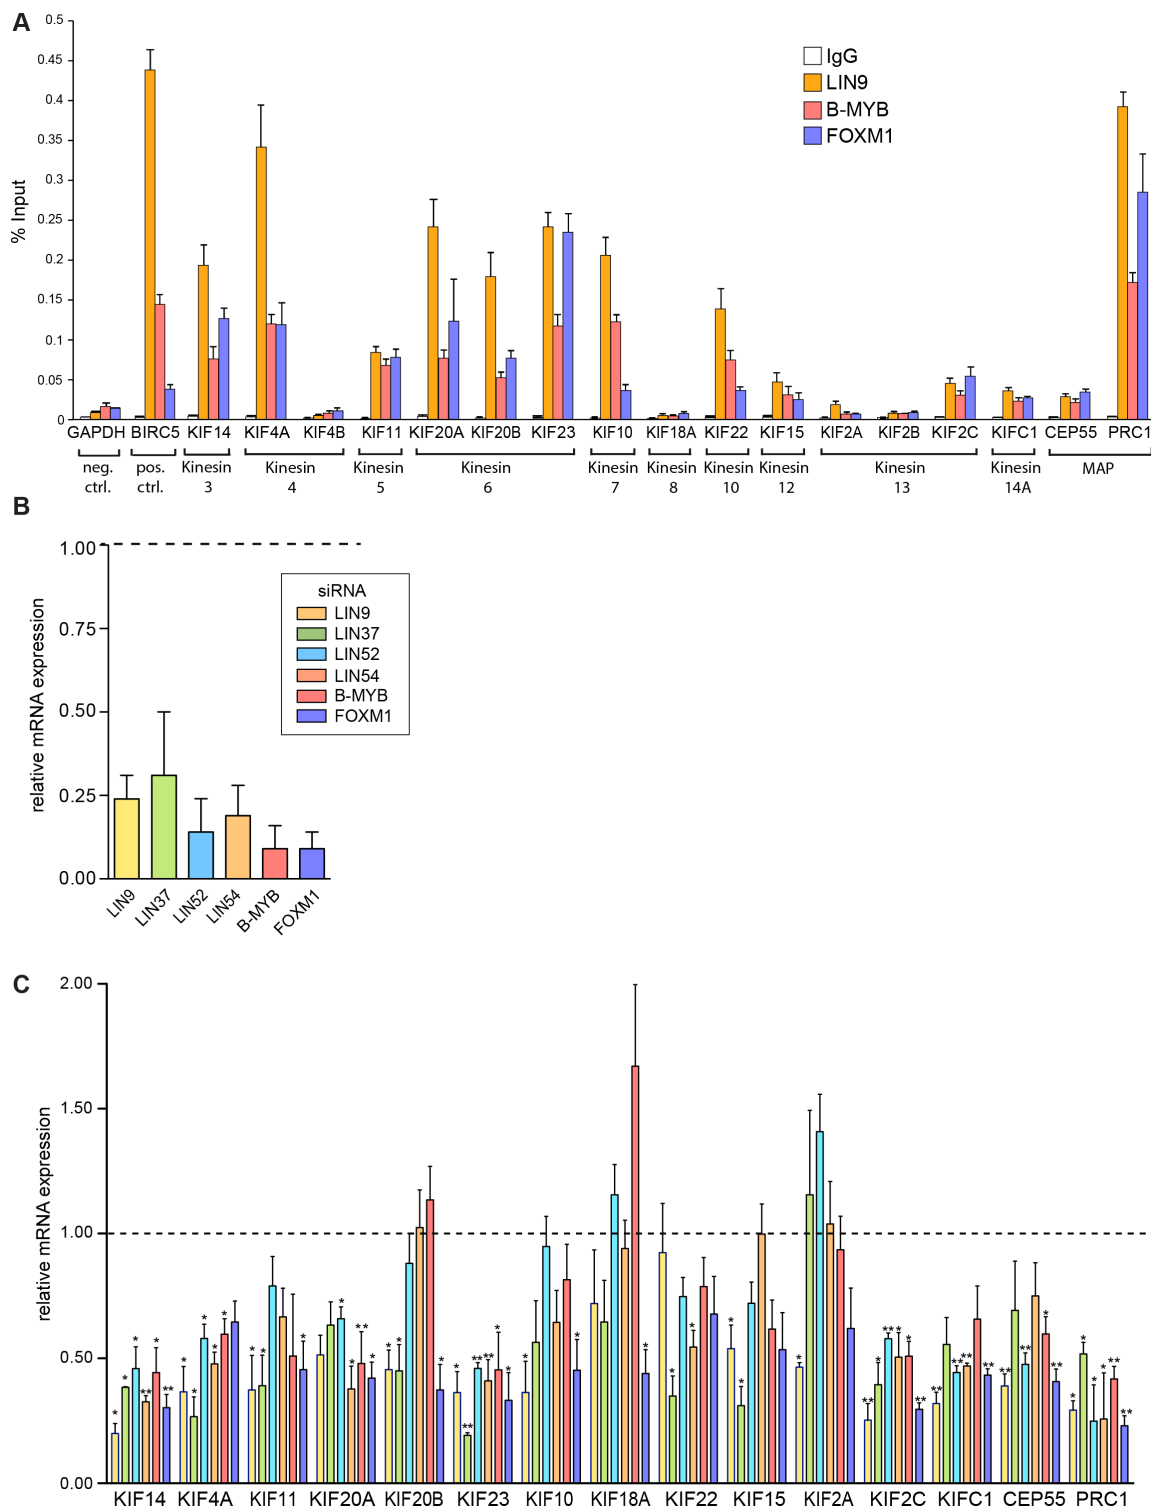 A
0.5
0.45
0.4
0.35
0.3
0.25
0.2
0.15
0.1
0.05
0
% Input
IgG
LIN9
B-MYB
FOXM1
GAPDH BIRC5 KIF14 KIF4A KIF4B KIF11 KIF20A KIF20B KIF23 KIF10 KIF18A KIF22 KIF15 KIF2A KIF2B KIF2C KIFC1 CEP55 PRC1
neg. pos. Kinesin Kinesin Kinesin Kinesin Kinesin Kinesin Kinesin Kinesin Kinesin Kinesin MAP
ctrl. ctrl. 3 4 5 6 7 8 10 12 13 14A
B
1.00
0.75
0.50
0.25
0.00
relative mRNA expression
siRNA
LIN9
LIN37
LIN52
LIN54
B-MYB
FOXM1
LIN9 LIN37 LIN52 LIN54 B-MYB FOXM1
C
2.00
1.50
1.00
0.50
0.00
relative mRNA expression
KIF14 KIF4A KIF11 KIF20A KIF20B KIF23 KIF10 KIF18A KIF22 KIF15 KIF2A KIF2C KIFC1 CEP55 PRC1